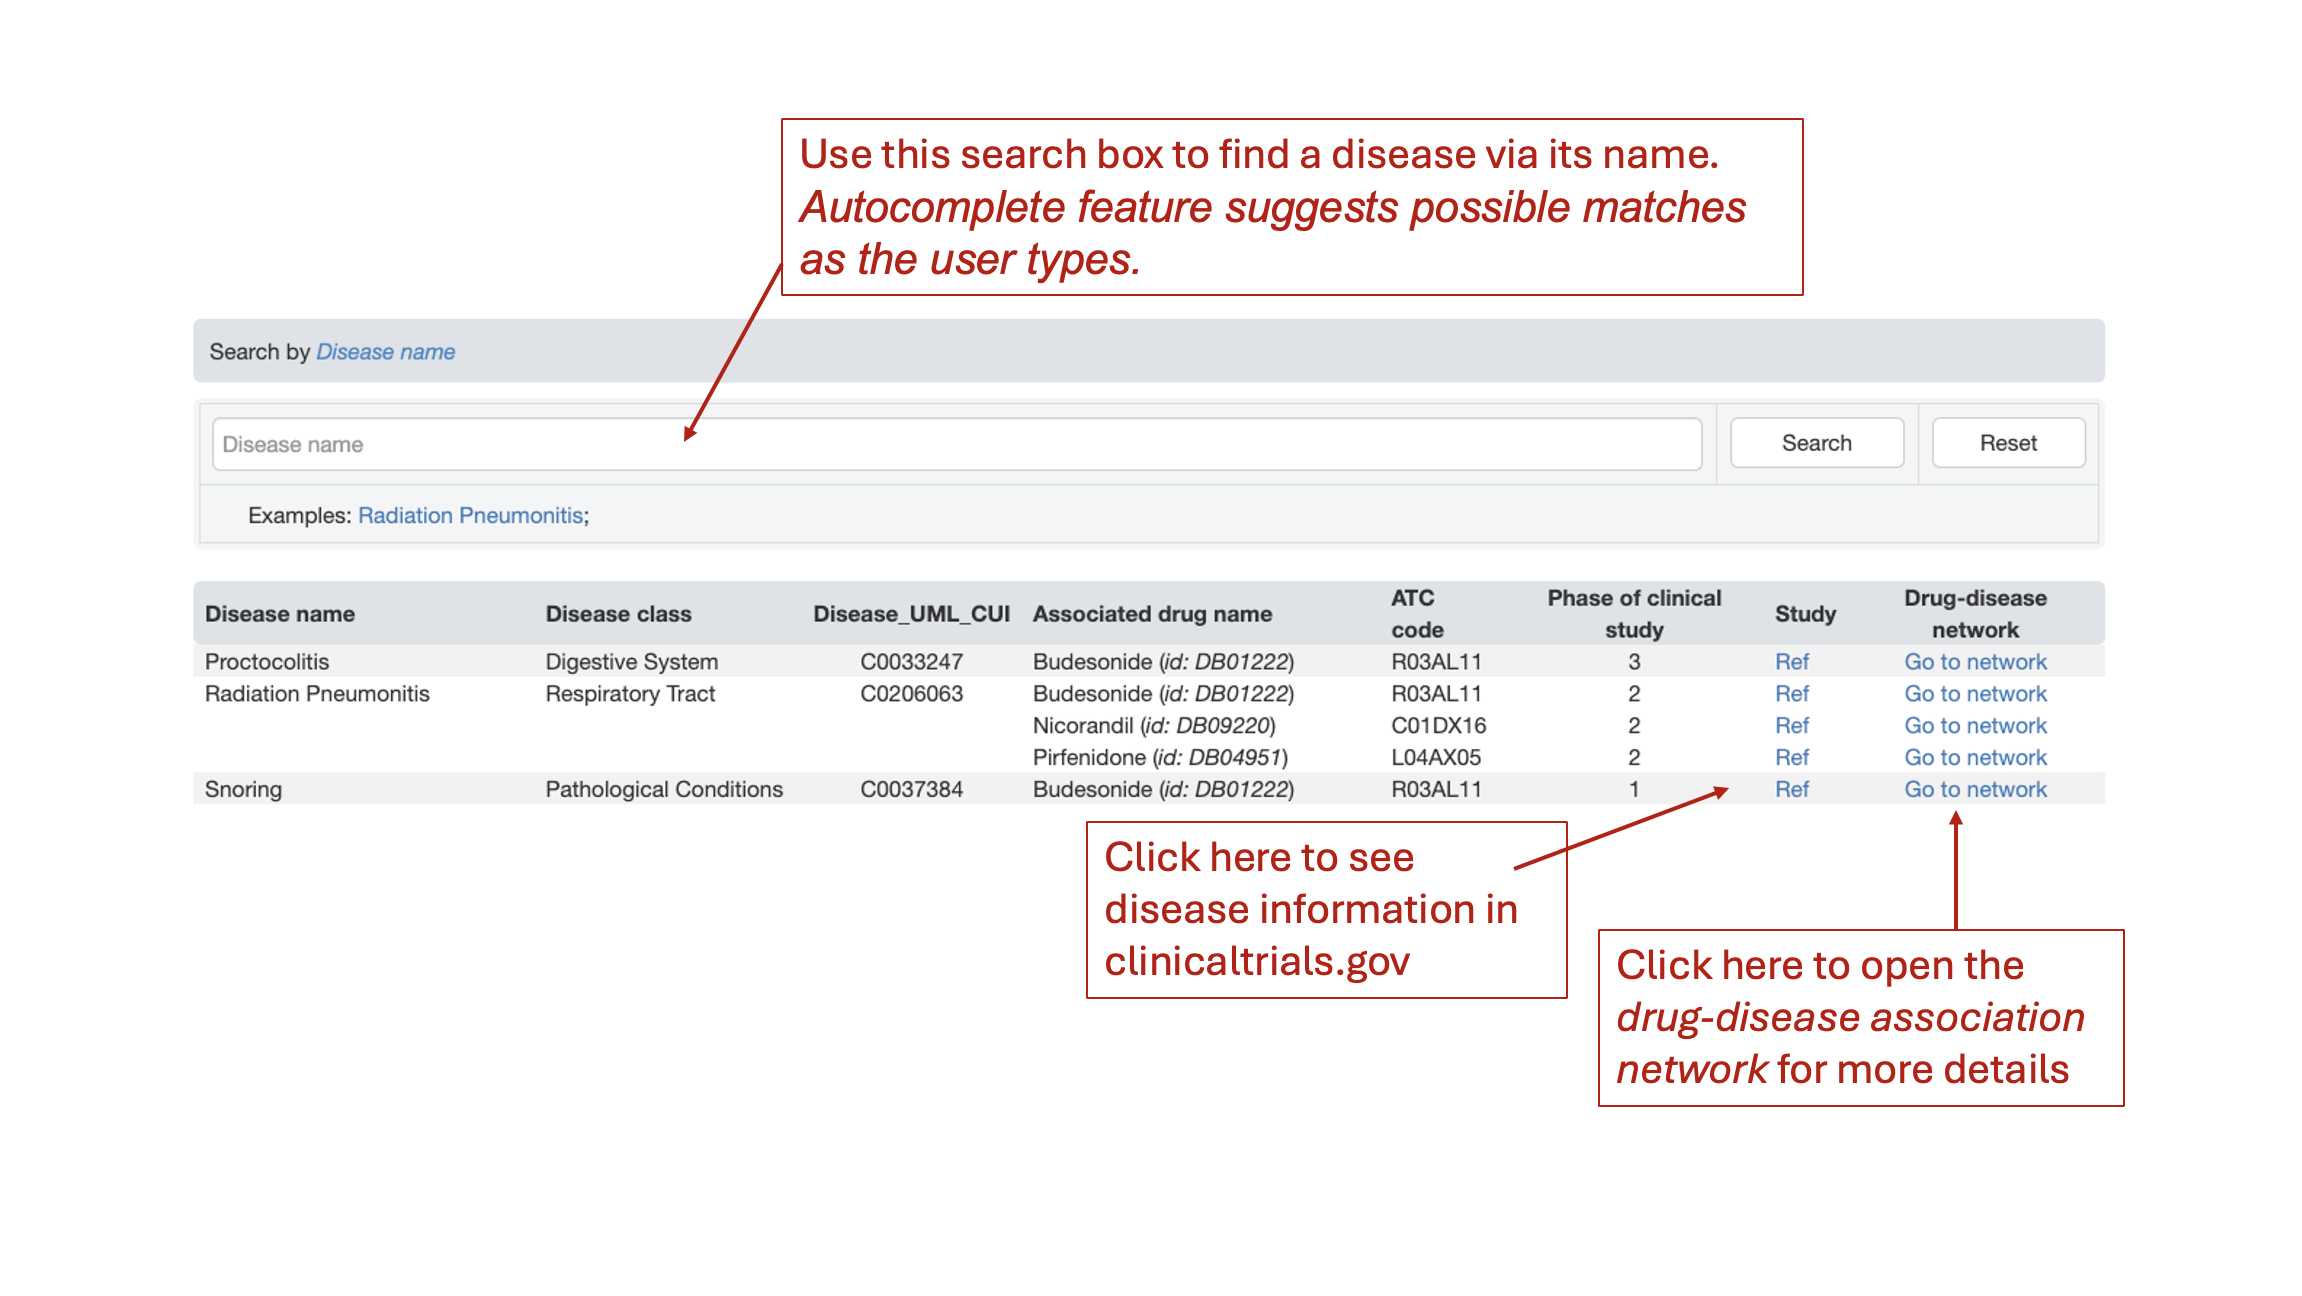 Use this search box to find a disease via its name.
Autocomplete feature suggests possible matches
as the user types.
Search by Disease name
Disease name
Search
Reset
Examples: Radiation Pneumonitis;
Disease name Disease class Disease_UML_CUI Associated drug name ATC code Phase of clinical study Study Drug-disease network
Proctocolitis Digestive System C0033247 Budesonide (id: DB01222) R03AL11 3 Ref Go to network
Radiation Pneumonitis Respiratory Tract C0206063 Budesonide (id: DB01222) R03AL11 2 Ref Go to network
Nicorandil (id: DB09220) C01DX16 2 Ref Go to network
Pirfenidone (id: DB04951) L04AX05 2 Ref Go to network
Snoring Pathological Conditions C0037384 Budesonide (id: DB01222) R03AL11 1 Ref Go to network
Click here to see
disease information in
clinicaltrials.gov
Click here to open the
drug-disease association
network for more details